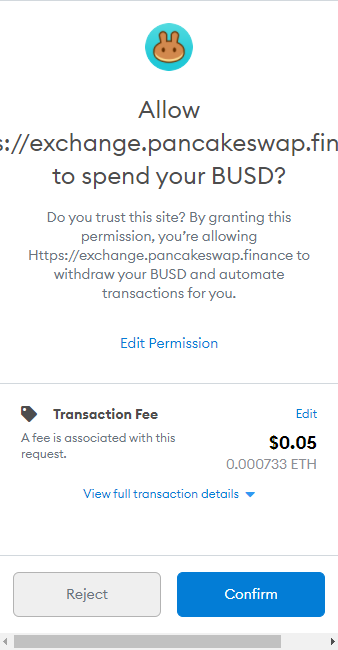 Allow
s://exchange.pancakeswap.fin
to spend your BUSD?
Do you trust this site? By granting this
permission, you’re allowing
Https://exchange.pancakeswap.finance to
withdraw your BUSD and automate
transactions for you.
Edit Permission
Transaction Fee
Edit
A fee is associated with this
request.
$0.05
0.000733 ETH
View full transaction details
Reject
Confirm